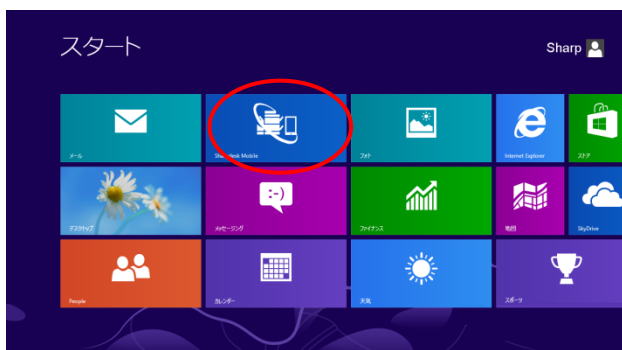 スタート
Sharp
メール
Sharpdesk Mobile
フォト
Internet Explorer
ストア
デスクトップ
メッセージング
ファイナンス
地図
SkyDrive
People
カレンダー
天気
スポーツ